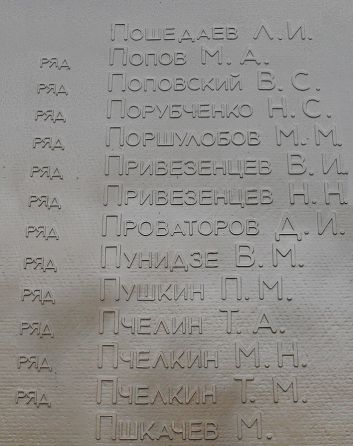 Пошедаев Л. И.
ряд Попов М. А.
ряд Поповский В. С.
ряд Порубченко Н. С.
ряд Поршулобов М. М.
ряд Привезенцев В. И.
ряд Привезенцев Н. Н.
ряд Проваторов Д. И.
ряд Пунидзе В. М.
ряд Пушкин П. М.
ряд Пчелин Т. А.
ряд Пчелкин М. Н.
ряд Пчелкин Т. М.
Пшкачев М.